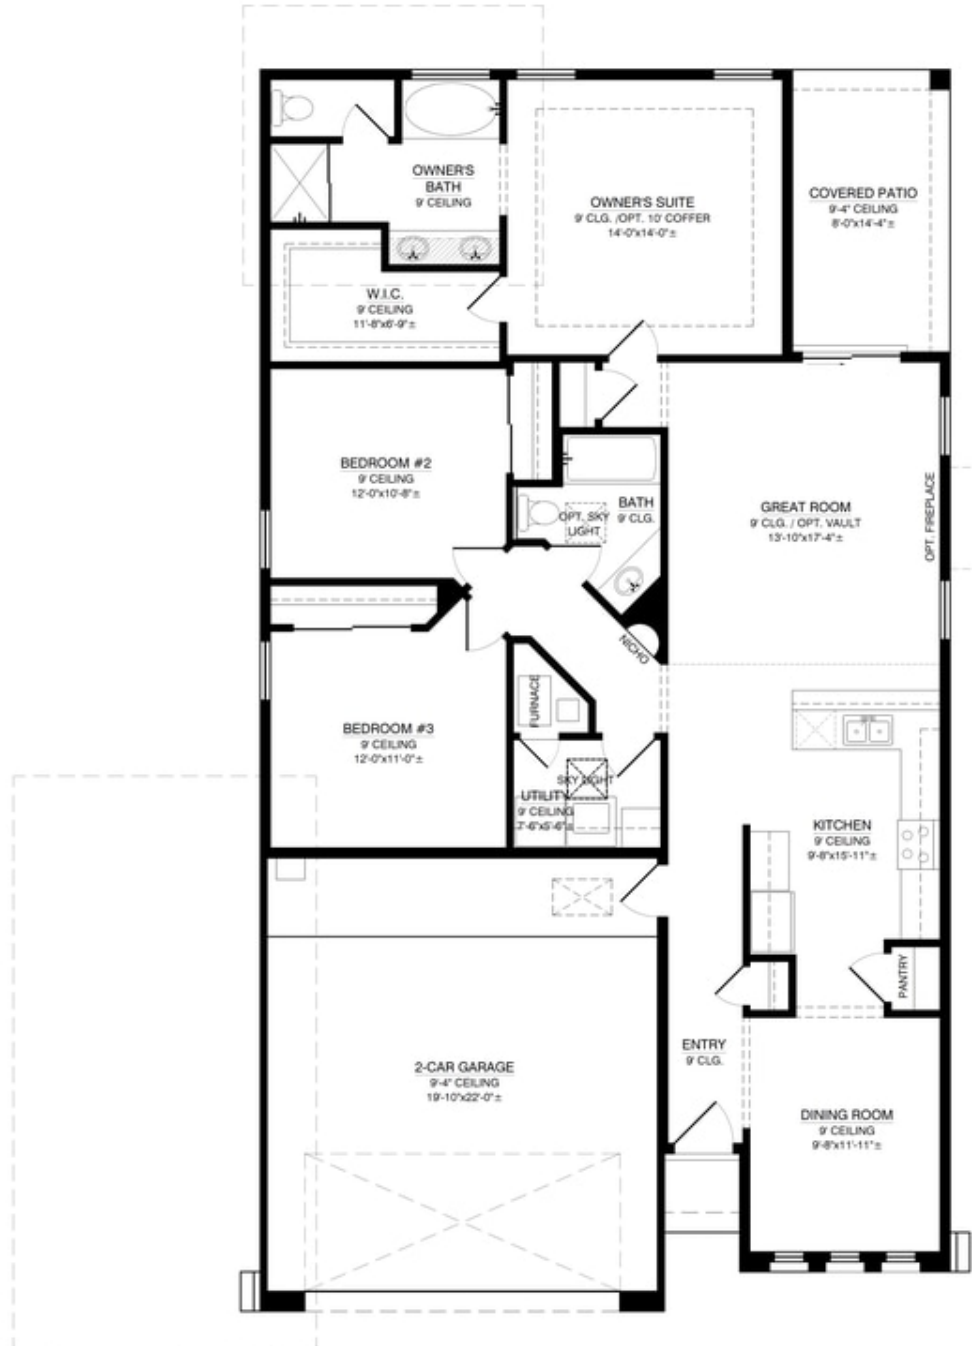 OWNER'S
BATH
9' CEILING
OWNER'S SUITE
9' CLG. /OPT. 10' COFFER
14'-0"x14'-0"±
COVERED PATIO
9'-4" CEILING
8'-0"x14'-4"±
W.I.C.
9' CEILING
11'-8"x6'-9"±
BEDROOM #2
9' CEILING
12'-0"x10'-8"±
BATH
9' CLG.
OPT. SKY
LIGHT
GREAT ROOM
9' CLG. / OPT. VAULT
13'-10"x17'-4"±
OPT. FIREPLACE
NICHO
FURNACE
BEDROOM #3
9' CEILING
12'-0"x11'-0"±
SKY LIGHT
UTILITY
9' CEILING
7'-6"x5'-6"±
KITCHEN
9' CEILING
9'-8"x15'-11"±
PANTRY
ENTRY
9' CLG.
2-CAR GARAGE
9'-4" CEILING
19'-10"x22'-0"±
DINING ROOM
9' CEILING
9'-8"x11'-11"±